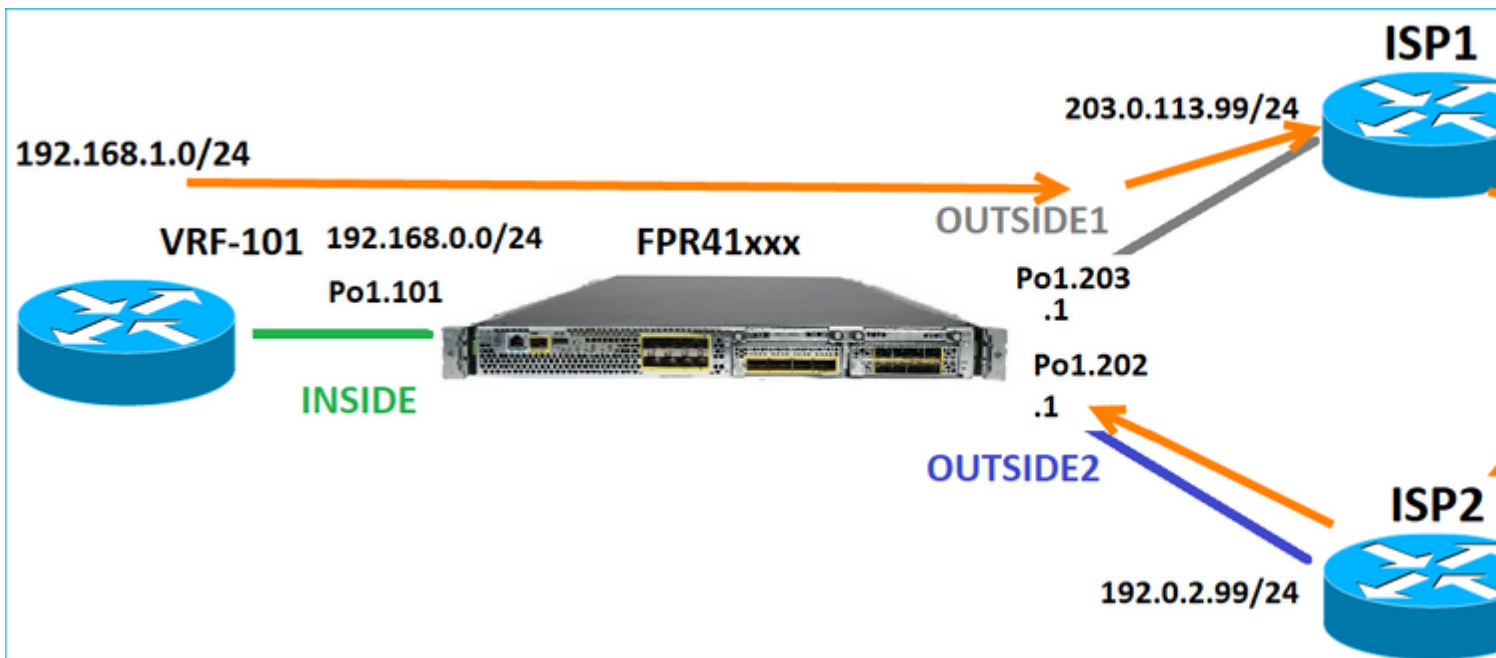 ISP1
203.0.113.99/24
192.168.1.0/24
OUTSIDE1
VRF-101
192.168.0.0/24
FPR41xxx
Po1.101
Po1.203
.1
Po1.202
.1
INSIDE
OUTSIDE2
ISP2
192.0.2.99/24